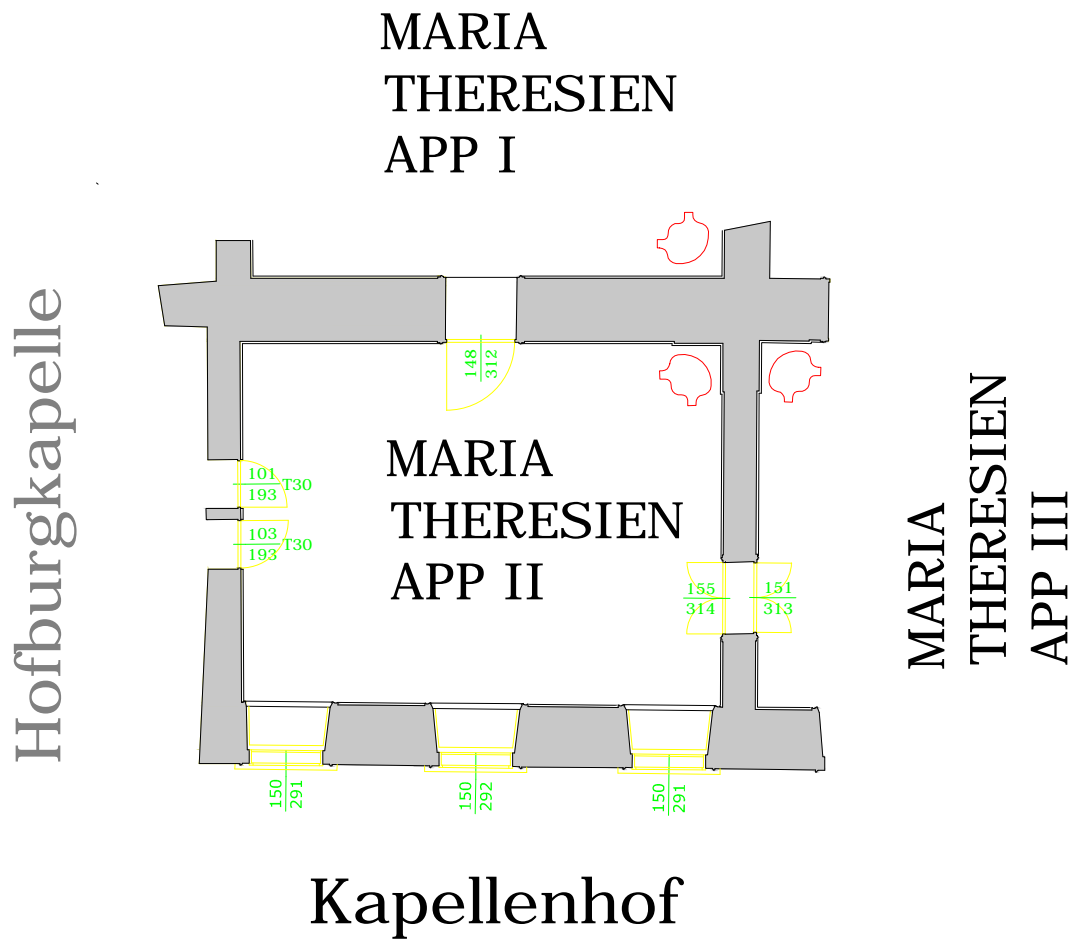 MARIA
THERESIEN
APP I
Hofburgkapelle
148
312
101
193
T30
103
193
T30
MARIA
THERESIEN
APP II
155
314
151
313
MARIA
THERESIEN
APP III
150
291
150
292
150
291
Kapellenhof